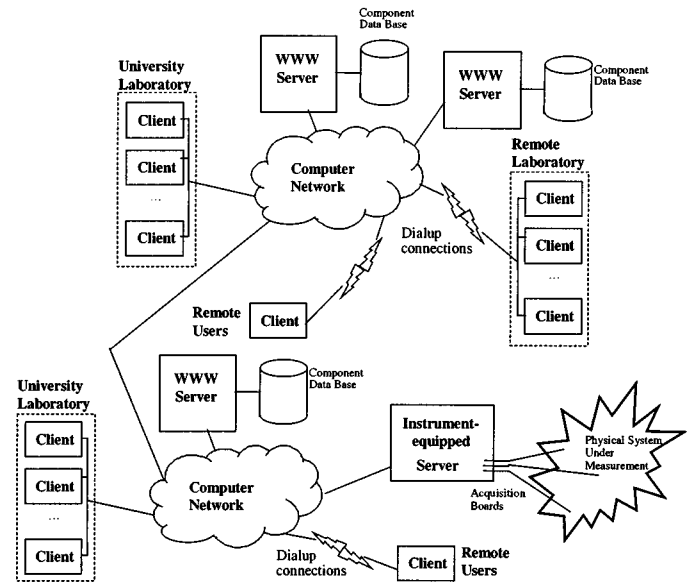 Component
Data Base
WWW
Server
WWW
Server
Component
Data Base
University
Laboratory
Client
Client
...
Client
Computer
Network
Remote
Laboratory
Client
Client
...
Client
Dialup
connections
Remote
Users
Client
WWW
Server
Component
Data Base
University
Laboratory
Client
Client
...
Client
Computer
Network
Instrument-
equipped
Server
Physical System
Under
Measurement
Acquisition
Boards
Dialup
connections
Client
Remote
Users